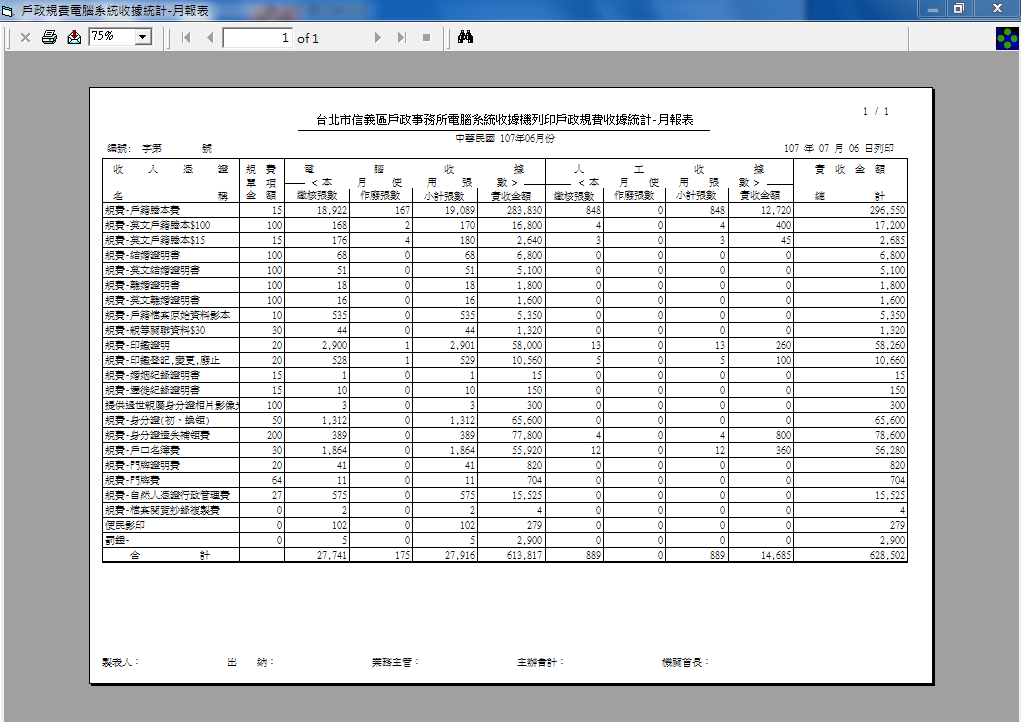 戶政規費電腦系統收據統計-月報表
75% 1 of 1
1 / 1
台北市信義區戶政事務所電腦系統收據機列印戶政規費收據統計-月報表
中華民國 107年06月份
編號: 字第 號 107 年 07 月 06 日列印
收 入 憑 證 規 費 電 腦 收 據 人 工 收 據 實 收 金 額
單 項 < 本 月 使 用 張 數 > < 本 月 使 用 張 數 >
名 稱 金 額 繳核張數 作廢張數 小計張數 實收金額 繳核張數 作廢張數 小計張數 實收金額 總 計
規費-戶籍謄本費 15 18,922 167 19,089 283,830 848 0 848 12,720 296,550
規費-英文戶籍謄本$100 100 168 2 170 16,800 4 0 4 400 17,200
規費-英文戶籍謄本$15 15 176 4 180 2,640 3 0 3 45 2,685
規費-結婚證明書 100 68 0 68 6,800 0 0 0 0 6,800
規費-英文結婚證明書 100 51 0 51 5,100 0 0 0 0 5,100
規費-離婚證明書 100 18 0 18 1,800 0 0 0 0 1,800
規費-英文離婚證明書 100 16 0 16 1,600 0 0 0 0 1,600
規費-戶籍檔案原始資料影本 10 535 0 535 5,350 0 0 0 0 5,350
規費-親等關聯資料$30 30 44 0 44 1,320 0 0 0 0 1,320
規費-印鑑證明 20 2,900 1 2,901 58,000 13 0 13 260 58,260
規費-印鑑登記,變更,廢止 20 528 1 529 10,560 5 0 5 100 10,660
規費-婚姻紀錄證明書 15 1 0 1 15 0 0 0 0 15
規費-遷徙紀錄證明書 15 10 0 10 150 0 0 0 0 150
提供逝世親屬身分證相片影像 100 3 0 3 300 0 0 0 0 300
規費-身分證(初、換領) 50 1,312 0 1,312 65,600 0 0 0 0 65,600
規費-身分證遺失補領費 200 389 0 389 77,800 4 0 4 800 78,600
規費-戶口名簿費 30 1,864 0 1,864 55,920 12 0 12 360 56,280
規費-門牌證明費 20 41 0 41 820 0 0 0 0 820
規費-門牌費 64 11 0 11 704 0 0 0 0 704
規費-自然人憑證行政管理費 27 575 0 575 15,525 0 0 0 0 15,525
規費-檔案閱覽抄錄複製費 0 2 0 2 4 0 0 0 0 4
便民影印 0 102 0 102 279 0 0 0 0 279
罰鍰- 0 5 0 5 2,900 0 0 0 0 2,900
合 計 27,741 175 27,916 613,817 889 0 889 14,685 628,502
製表人: 出 納: 業務主管: 主辦會計: 機關首長: